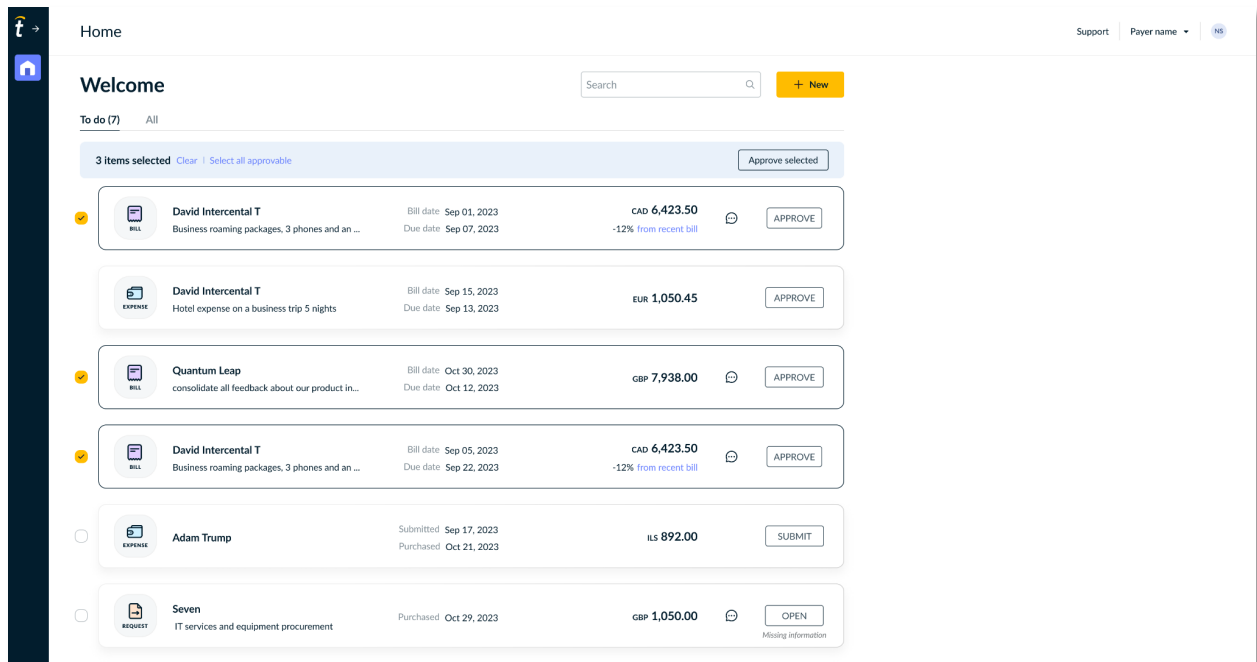 t
Home
Support
Payer name
NS
Welcome
Search
+ New
To do (7)
All
3 items selected Clear | Select all approvable
Approve selected
BILL
David Intercental T
Business roaming packages, 3 phones and an ...
Bill date Sep 01, 2023
Due date Sep 07, 2023
CAD 6,423.50
-12% from recent bill
APPROVE
EXPENSE
David Intercental T
Hotel expense on a business trip 5 nights
Bill date Sep 15, 2023
Due date Sep 13, 2023
EUR 1,050.45
APPROVE
BILL
Quantum Leap
consolidate all feedback about our product in...
Bill date Oct 30, 2023
Due date Oct 12, 2023
GBP 7,938.00
APPROVE
BILL
David Intercental T
Business roaming packages, 3 phones and an ...
Bill date Sep 05, 2023
Due date Sep 22, 2023
CAD 6,423.50
-12% from recent bill
APPROVE
EXPENSE
Adam Trump
Submitted Sep 17, 2023
Purchased Oct 21, 2023
ILS 892.00
SUBMIT
REQUEST
Seven
IT services and equipment procurement
Purchased Oct 29, 2023
GBP 1,050.00
OPEN
Missing information